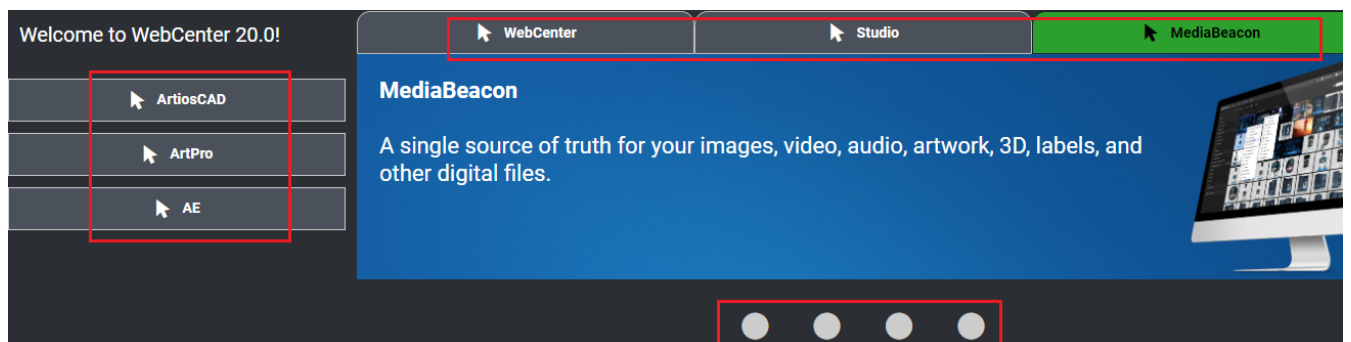 Welcome to WebCenter 20.0!
WebCenter
Studio
MediaBeacon
ArtiosCAD
ArtPro
AE
MediaBeacon
A single source of truth for your images, video, audio, artwork, 3D, labels, and
other digital files.